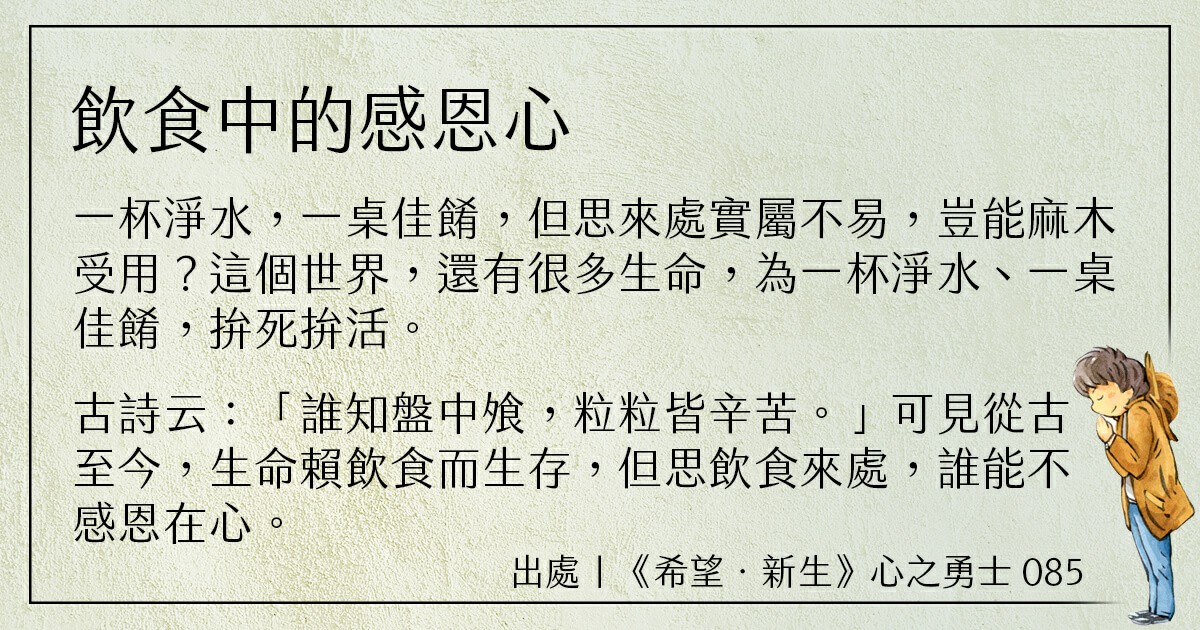 飲食中的感恩心
一杯淨水，一桌佳餚，但思來處實屬不易，豈能麻木
受用？這個世界，還有很多生命，為一杯淨水、一桌
佳餚，拚死拚活。
古詩云：「誰知盤中飧，粒粒皆辛苦。」可見從古
至今，生命賴飲食而生存，但思飲食來處，誰能不
感恩在心。
出處｜《希望．新生》心之勇士 085